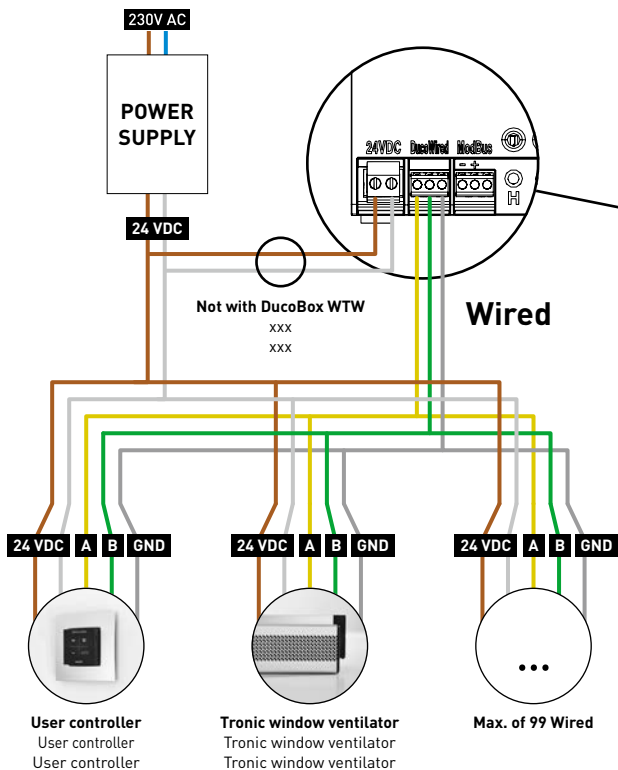 230V AC
POWER
SUPPLY
24VDC DucoWired ModBus
- +
H
24 VDC
Not with DucoBox WTW
xxx
xxx
Wired
24 VDC A B GND
24 VDC A B GND
24 VDC A B GND
...
User controller
User controller
User controller
Tronic window ventilator
Tronic window ventilator
Tronic window ventilator
Max. of 99 Wired